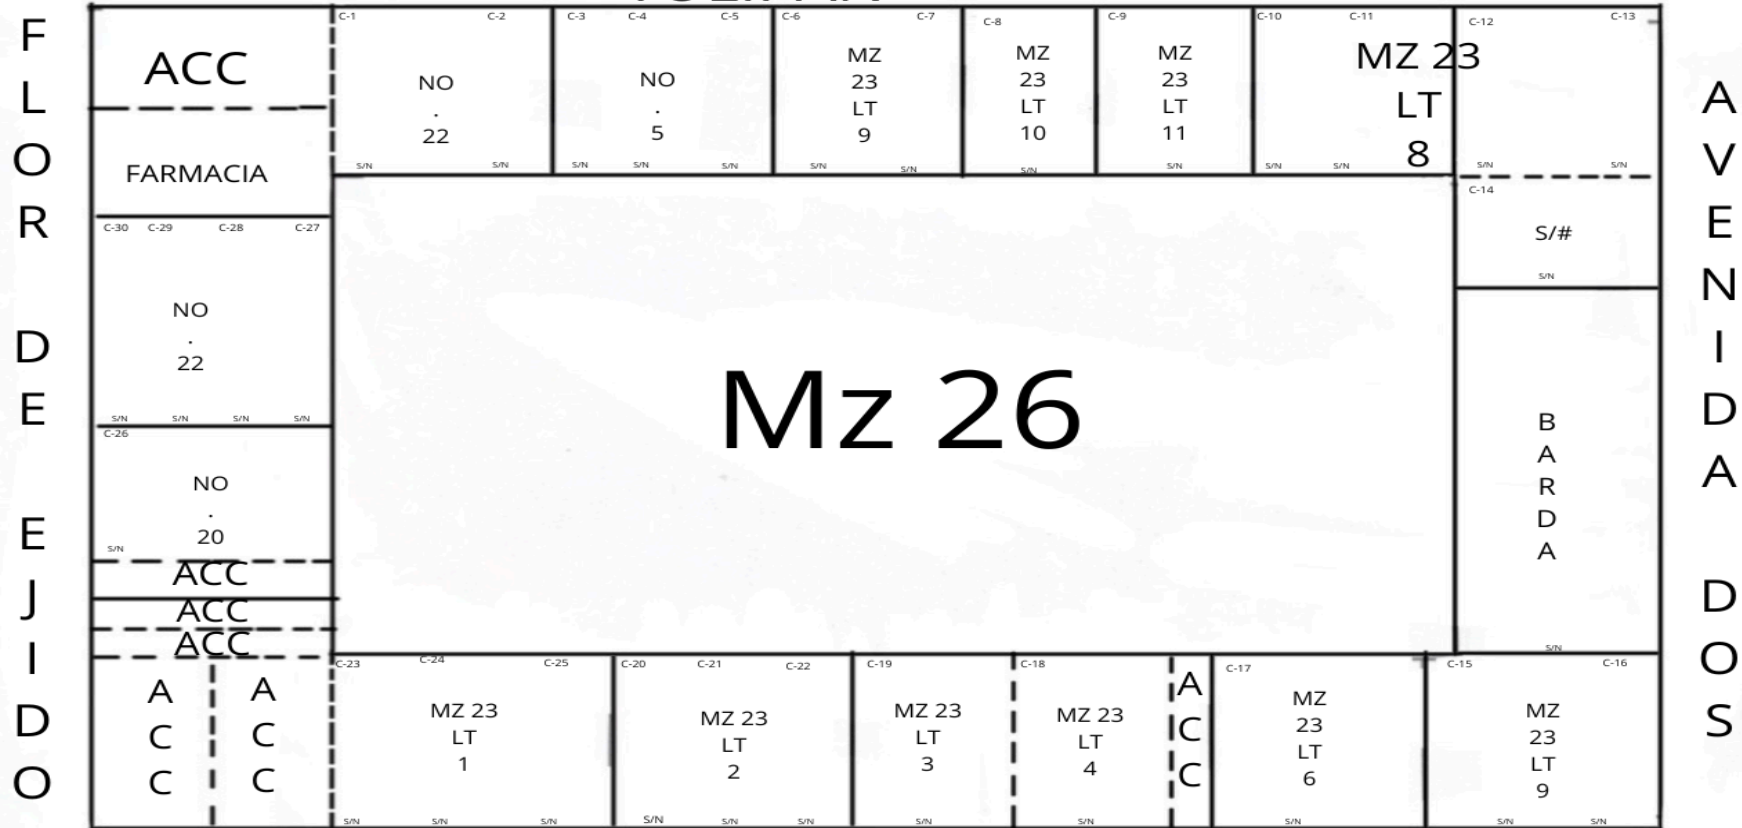 FLOR DE EJIDO
ACC
FARMACIA
C-30 C-29 C-28 C-27
NO
.
22
S/N S/N S/N S/N
C-26
NO
.
20
S/N
ACC
ACC
ACC
ACC
ACC
C-1 C-2
NO
.
22
S/N S/N
C-3 C-4 C-5
NO
.
5
S/N S/N S/N
C-6 C-7
MZ
23
LT
9
S/N S/N
C-8
MZ
23
LT
10
S/N
C-9
MZ
23
LT
11
S/N
C-10 C-11
MZ 23
LT
8
S/N S/N
C-12 C-13
S/N S/N
C-14
S/#
S/N
Mz 26
BARDA
S/N
C-23 C-24 C-25
MZ 23
LT
1
S/N S/N S/N
C-20 C-21 C-22
MZ 23
LT
2
S/N S/N S/N
C-19
MZ 23
LT
3
S/N
C-18
MZ 23
LT
4
S/N
ACC
C-17
MZ
23
LT
6
S/N
C-15 C-16
MZ
23
LT
9
S/N S/N
AVENIDA DOS